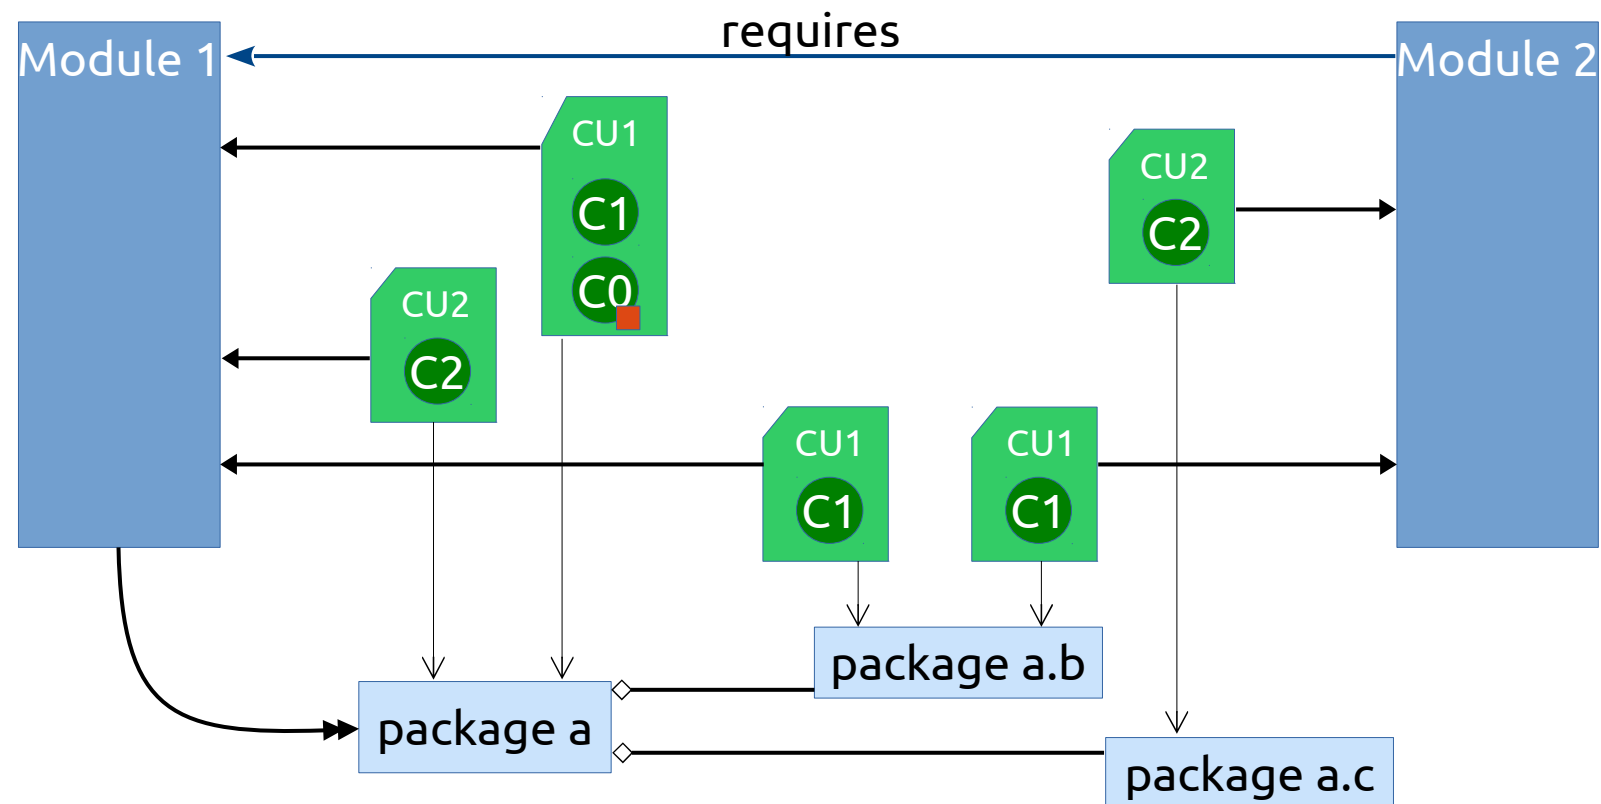 requires
Module 1
Module 2
CU1
C1
C0
CU2
C2
CU2
C2
CU1
C1
CU1
C1
package a.b
package a
package a.c